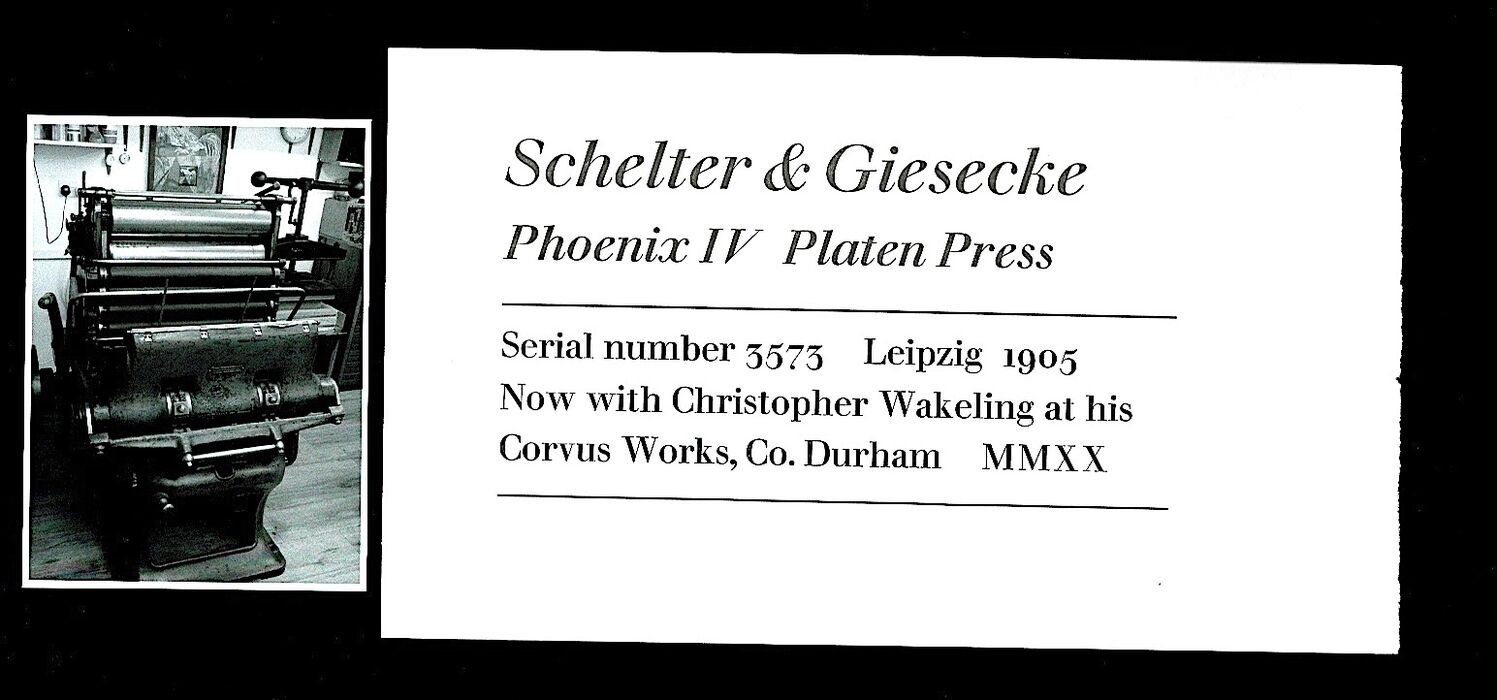 Schelter & Giesecke
Phoenix IV Platen Press
Serial number 3573 Leipzig 1905
Now with Christopher Wakeling at his
Corvus Works, Co. Durham MMXX